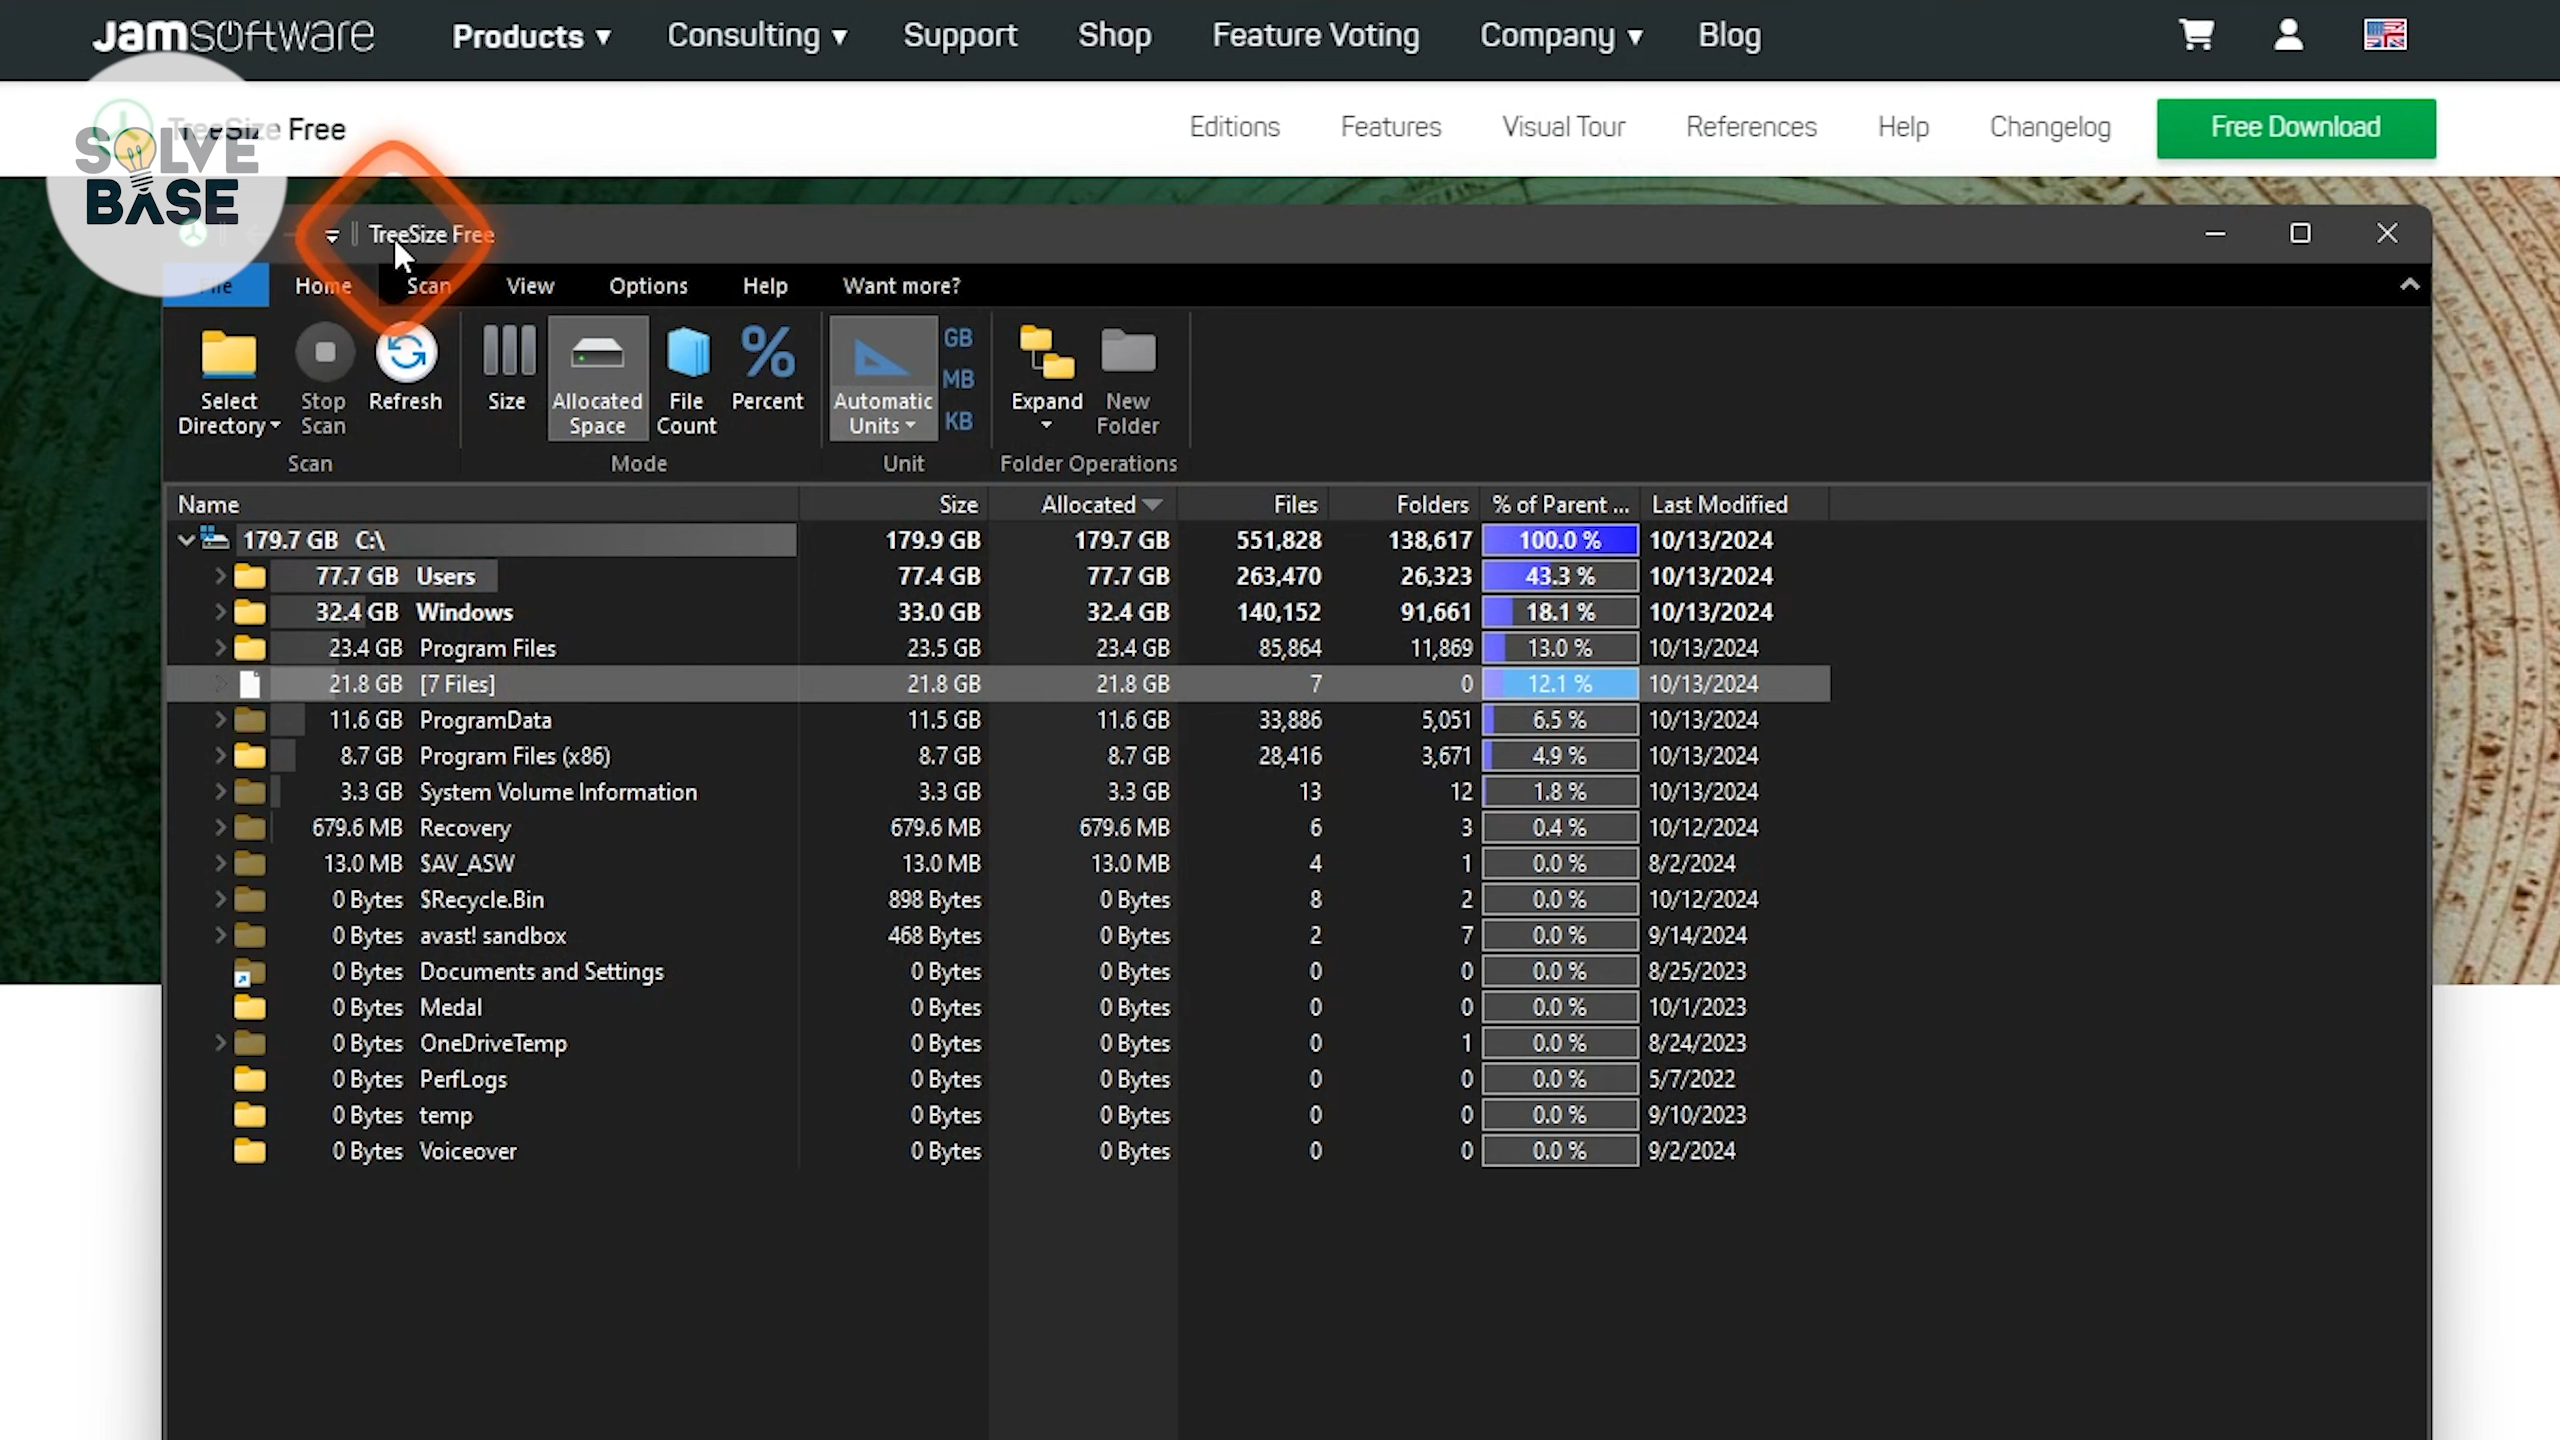 Jamsoftware Products ▾ Consulting ▾ Support Shop Feature Voting Company ▾ Blog
TreeSize Free Editions Features Visual Tour References Help Changelog Free Download
SOLVE
BASE
TreeSize Free
File Home Scan View Options Help Want more?
Select Directory Stop Scan Refresh Size Allocated Space File Count Percent Automatic Units GB MB KB Expand New Folder
Scan Mode Unit Folder Operations
Name Size Allocated Files Folders % of Parent ... Last Modified
179.7 GB C:\ 179.9 GB 179.7 GB 551,828 138,617 100.0 % 10/13/2024
77.7 GB Users 77.4 GB 77.7 GB 263,470 26,323 43.3 % 10/13/2024
32.4 GB Windows 33.0 GB 32.4 GB 140,152 91,661 18.1 % 10/13/2024
23.4 GB Program Files 23.5 GB 23.4 GB 85,864 11,869 13.0 % 10/13/2024
21.8 GB [7 Files] 21.8 GB 21.8 GB 7 0 12.1 % 10/13/2024
11.6 GB ProgramData 11.5 GB 11.6 GB 33,886 5,051 6.5 % 10/13/2024
8.7 GB Program Files (x86) 8.7 GB 8.7 GB 28,416 3,671 4.9 % 10/13/2024
3.3 GB System Volume Information 3.3 GB 3.3 GB 13 12 1.8 % 10/13/2024
679.6 MB Recovery 679.6 MB 679.6 MB 6 3 0.4 % 10/12/2024
13.0 MB $AV_ASW 13.0 MB 13.0 MB 4 1 0.0 % 8/2/2024
0 Bytes $Recycle.Bin 898 Bytes 0 Bytes 8 2 0.0 % 10/12/2024
0 Bytes avast! sandbox 468 Bytes 0 Bytes 2 7 0.0 % 9/14/2024
0 Bytes Documents and Settings 0 Bytes 0 Bytes 0 0 0.0 % 8/25/2023
0 Bytes Medal 0 Bytes 0 Bytes 0 0 0.0 % 10/1/2023
0 Bytes OneDriveTemp 0 Bytes 0 Bytes 0 1 0.0 % 8/24/2023
0 Bytes PerfLogs 0 Bytes 0 Bytes 0 0 0.0 % 5/7/2022
0 Bytes temp 0 Bytes 0 Bytes 0 0 0.0 % 9/10/2023
0 Bytes Voiceover 0 Bytes 0 Bytes 0 0 0.0 % 9/2/2024